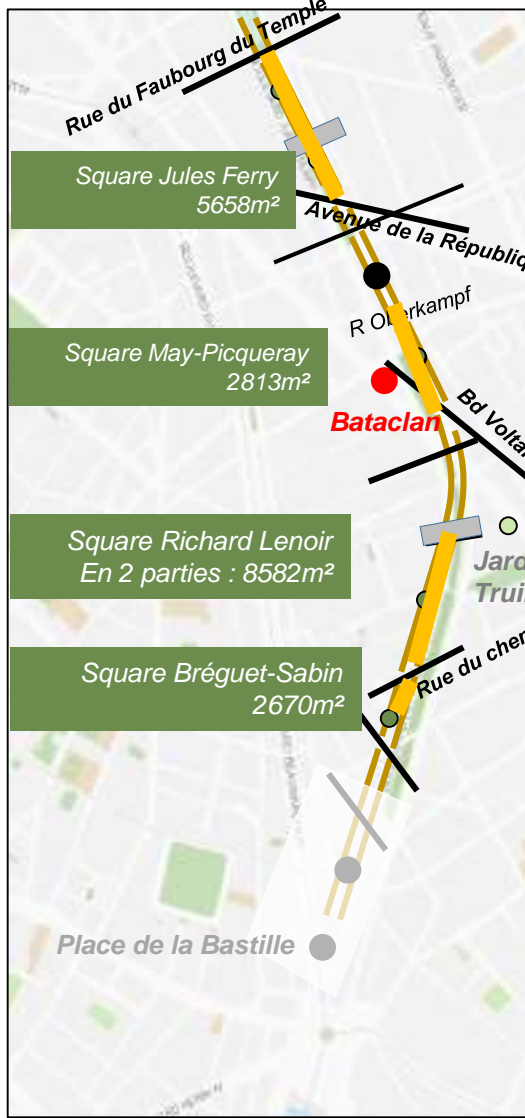 Rue du Faubourg du Temple
Square Jules Ferry
5658m²
Avenue de la Républiq
R Oberkampf
Square May-Picqueray
2813m²
Bataclan
Bd Voltai
Square Richard Lenoir
En 2 parties : 8582m²
Jard
Trui
Square Bréguet-Sabin
2670m²
Rue du chem
Place de la Bastille